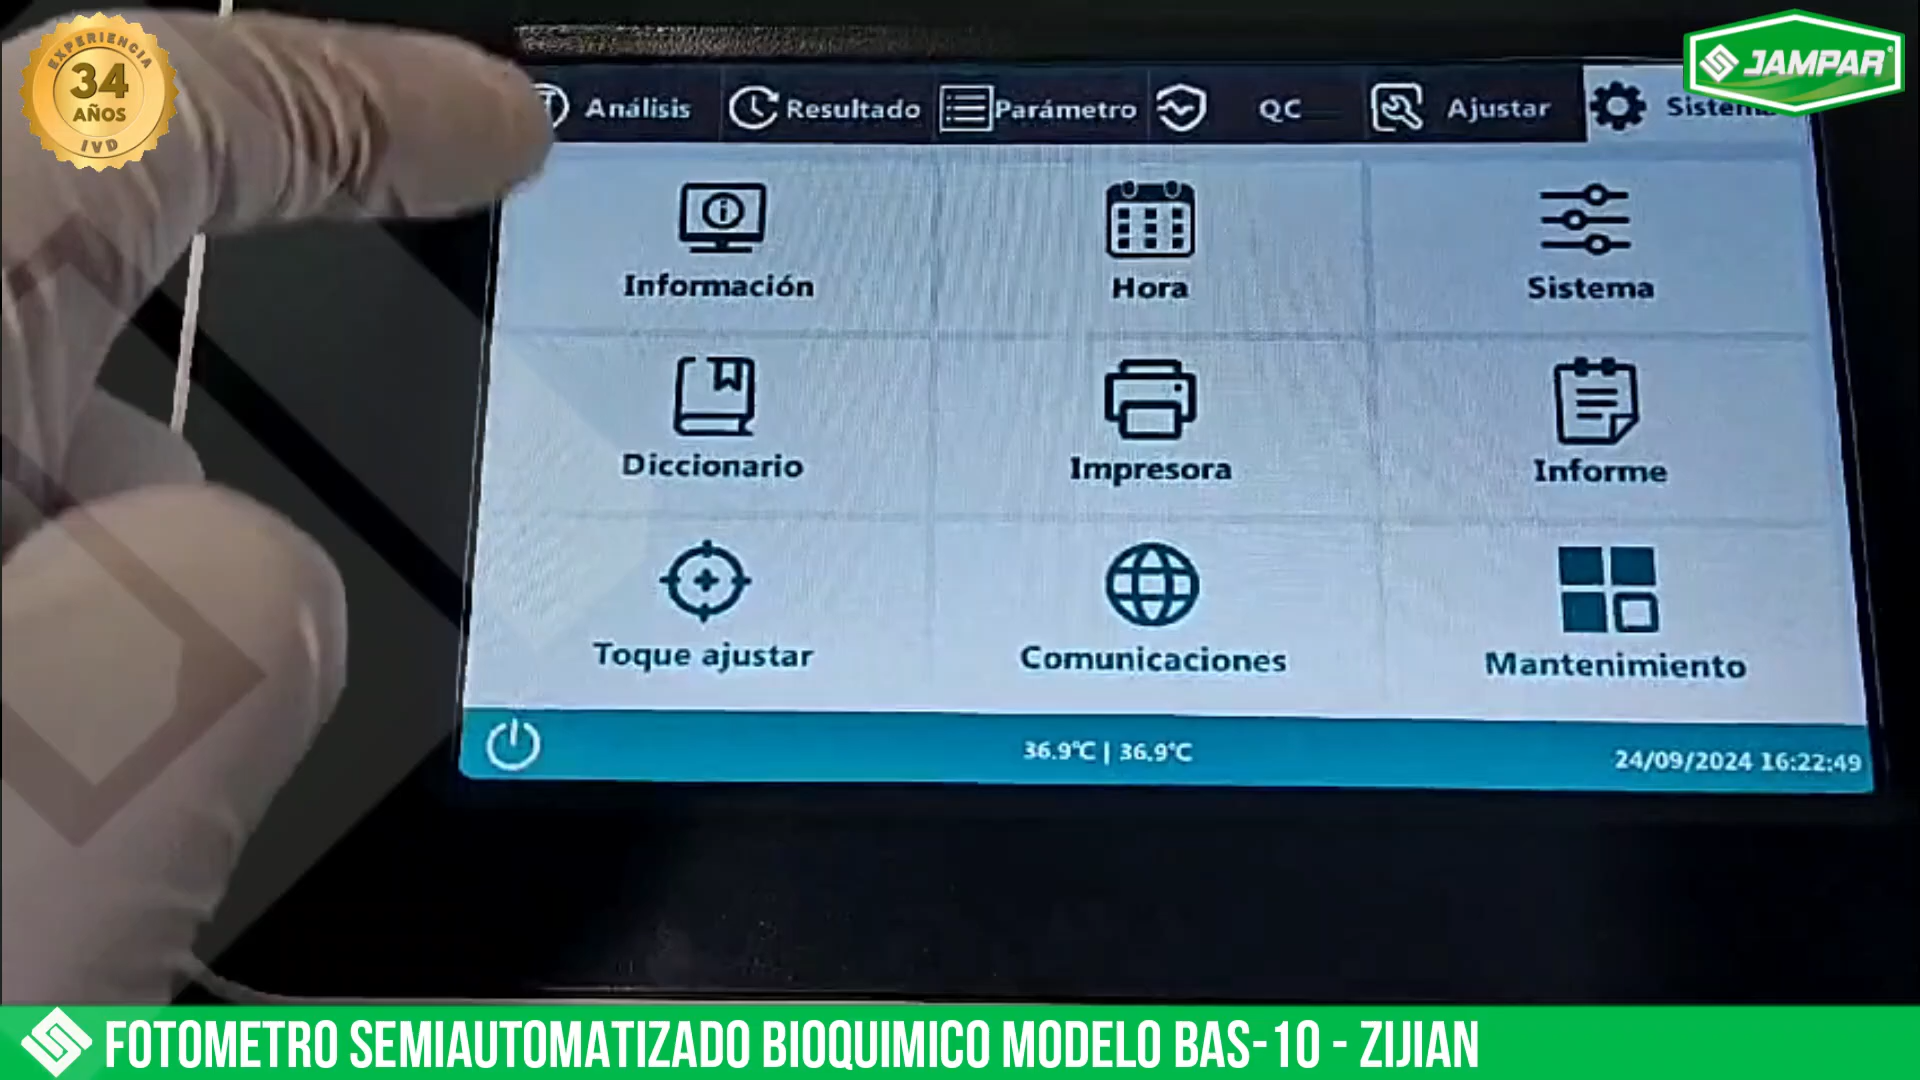 EXPERIENCIA
34
AÑOS
IVD
JAMPAR
Análisis
Resultado
Parámetro
QC
Ajustar
Información
Hora
Sistema
Diccionario
Impresora
Informe
Toque ajustar
Comunicaciones
Mantenimiento
36.9°C | 36.9°C
24/09/2024 16:22:49
FOTOMETRO SEMIAUTOMATIZADO BIOQUIMICO MODELO BAS-10 - ZIJIAN